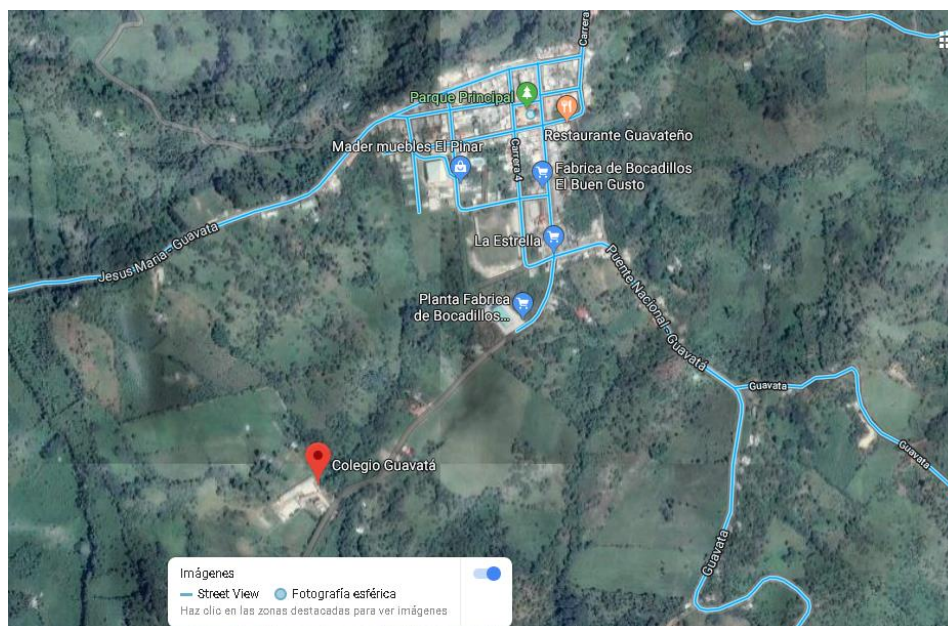 Carrera
Parque Principal
Restaurante Guavateño
Mader muebles El Pinar
Carrera 4
Fabrica de Bocadillos
El Buen Gusto
Jesus María - Guavata
La Estrella
Puente Nacional - Guavatá
Planta Fabrica
de Bocadillos...
Guavata
Guavata
Colegio Guavatá
Guavata
Imágenes
Street View
Fotografía esférica
Haz clic en las zonas destacadas para ver imágenes